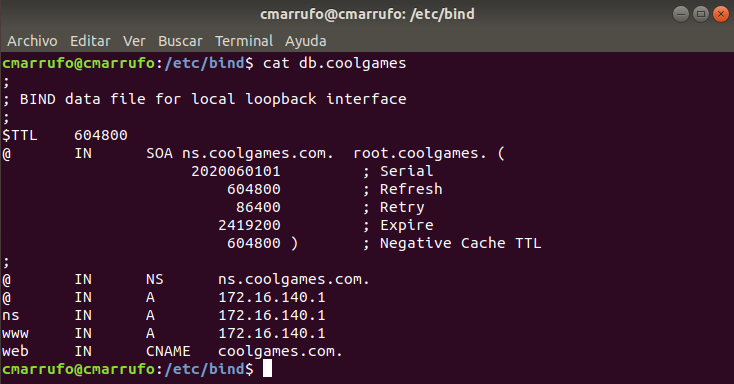 cmarrufo@cmarrufo: /etc/bind
Archivo Editar Ver Buscar Terminal Ayuda
cmarrufo@cmarrufo:/etc/bind$ cat db.coolgames
;
; BIND data file for local loopback interface
;
$TTL    604800
@       IN      SOA ns.coolgames.com.  root.coolgames. (
                     2020060101         ; Serial
                         604800         ; Refresh
                          86400         ; Retry
                        2419200         ; Expire
                         604800 )       ; Negative Cache TTL
;
@       IN      NS      ns.coolgames.com.
@       IN      A       172.16.140.1
ns      IN      A       172.16.140.1
www     IN      A       172.16.140.1
web     IN      CNAME   coolgames.com.
cmarrufo@cmarrufo:/etc/bind$